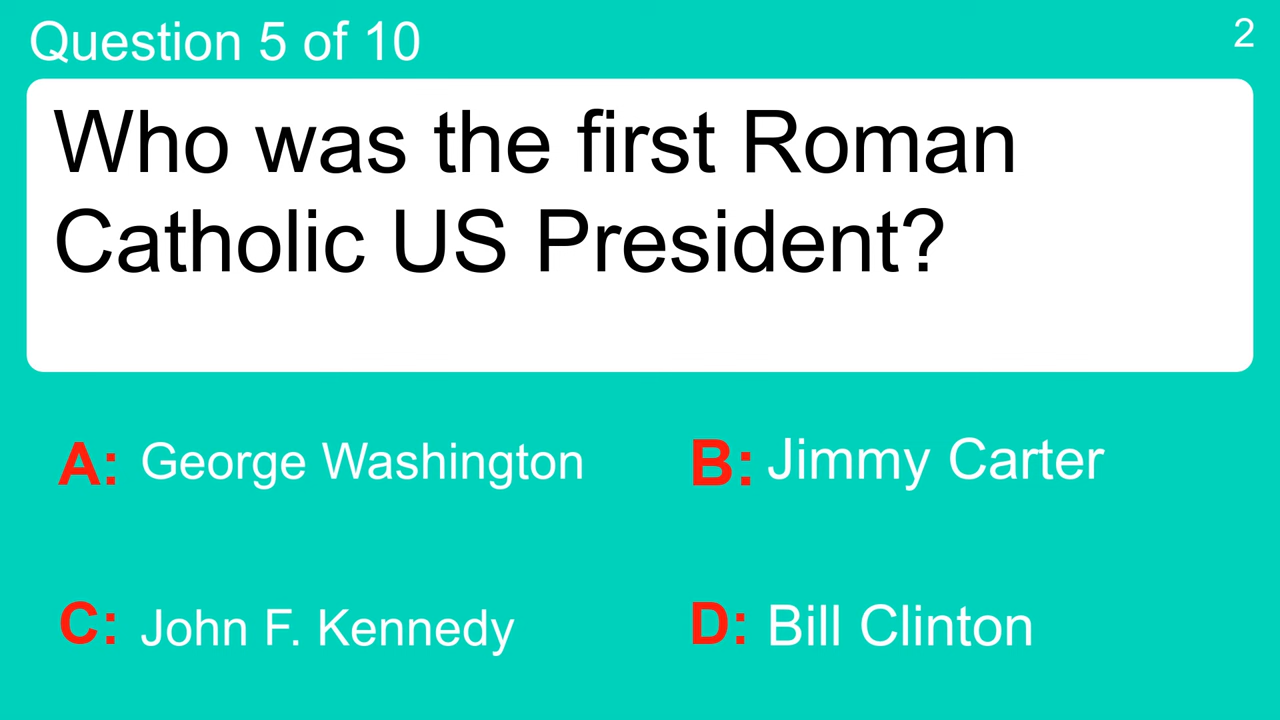 Question 5 of 10
2
Who was the first Roman
Catholic US President?
A: George Washington
B: Jimmy Carter
C: John F. Kennedy
D: Bill Clinton